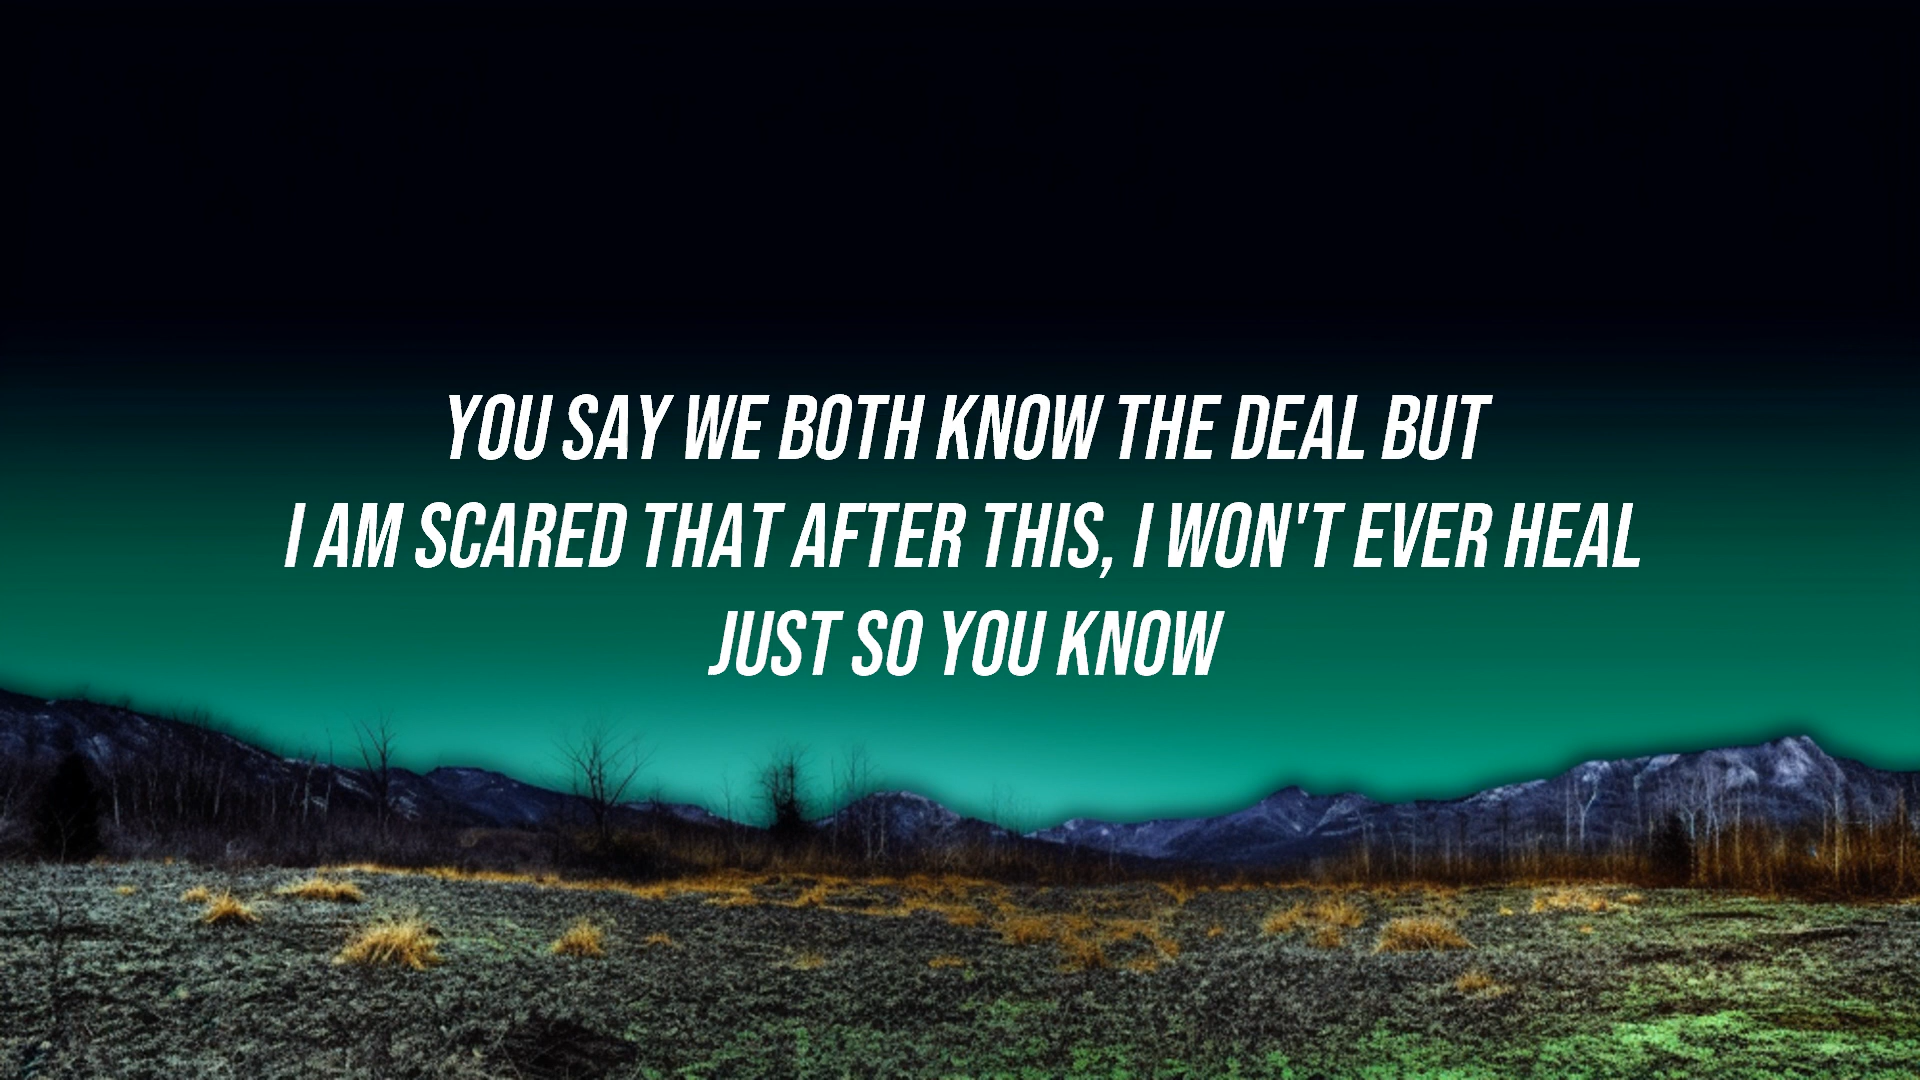 YOU SAY WE BOTH KNOW THE DEAL BUT
I AM SCARED THAT AFTER THIS, I WON'T EVER HEAL
JUST SO YOU KNOW